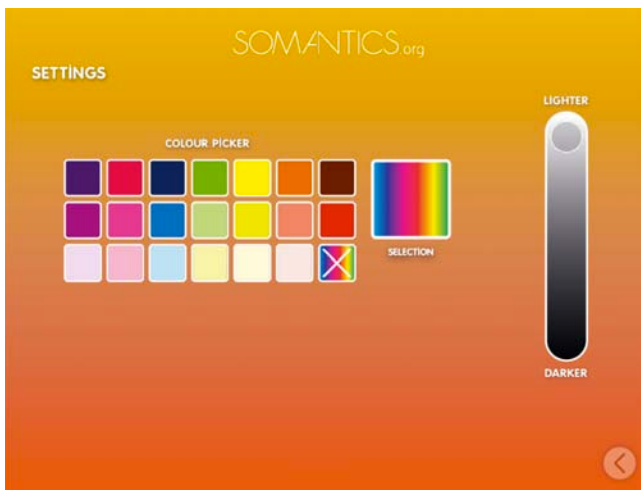 SOMANTICS.org
SETTINGS
LIGHTER
COLOUR PICKER
SELECTION
DARKER